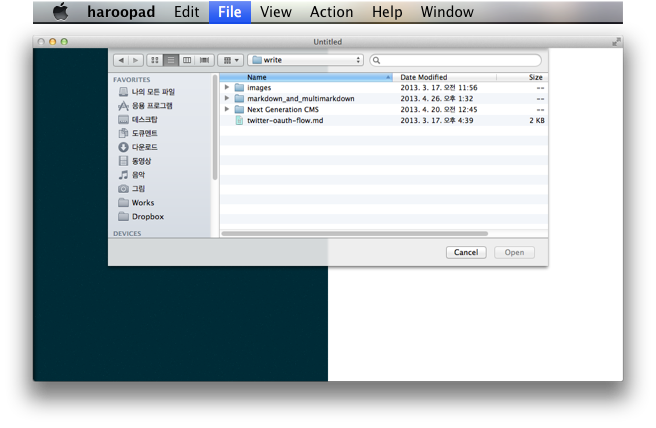 haroopad Edit File View Action Help Window
Untitled
write
FAVORITES
나의 모든 파일
응용 프로그램
데스크탑
도큐멘트
다운로드
동영상
음악
그림
Works
Dropbox
DEVICES
Name Date Modified Size
images 2013. 3. 17. 오전 11:56 --
markdown_and_multimarkdown 2013. 4. 26. 오후 1:32 --
Next Generation CMS 2013. 4. 20. 오전 12:45 --
twitter-oauth-flow.md 2013. 3. 17. 오후 4:39 2 KB
Cancel Open